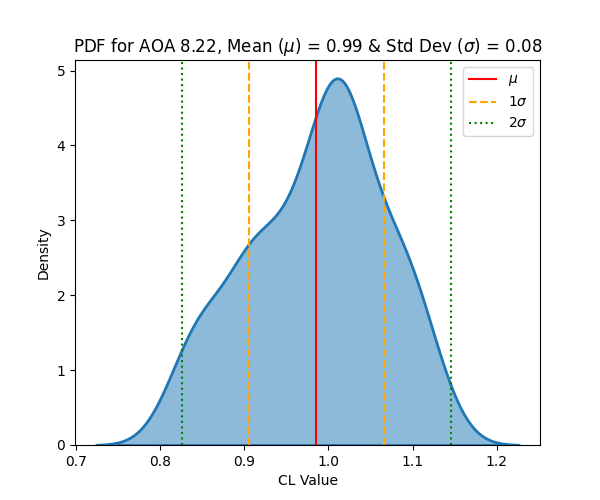 PDF for AOA 8.22, Mean (μ) = 0.99 & Std Dev (σ) = 0.08
μ
1σ
2σ
5
4
3
2
1
0
Density
0.7 0.8 0.9 1.0 1.1 1.2
CL Value